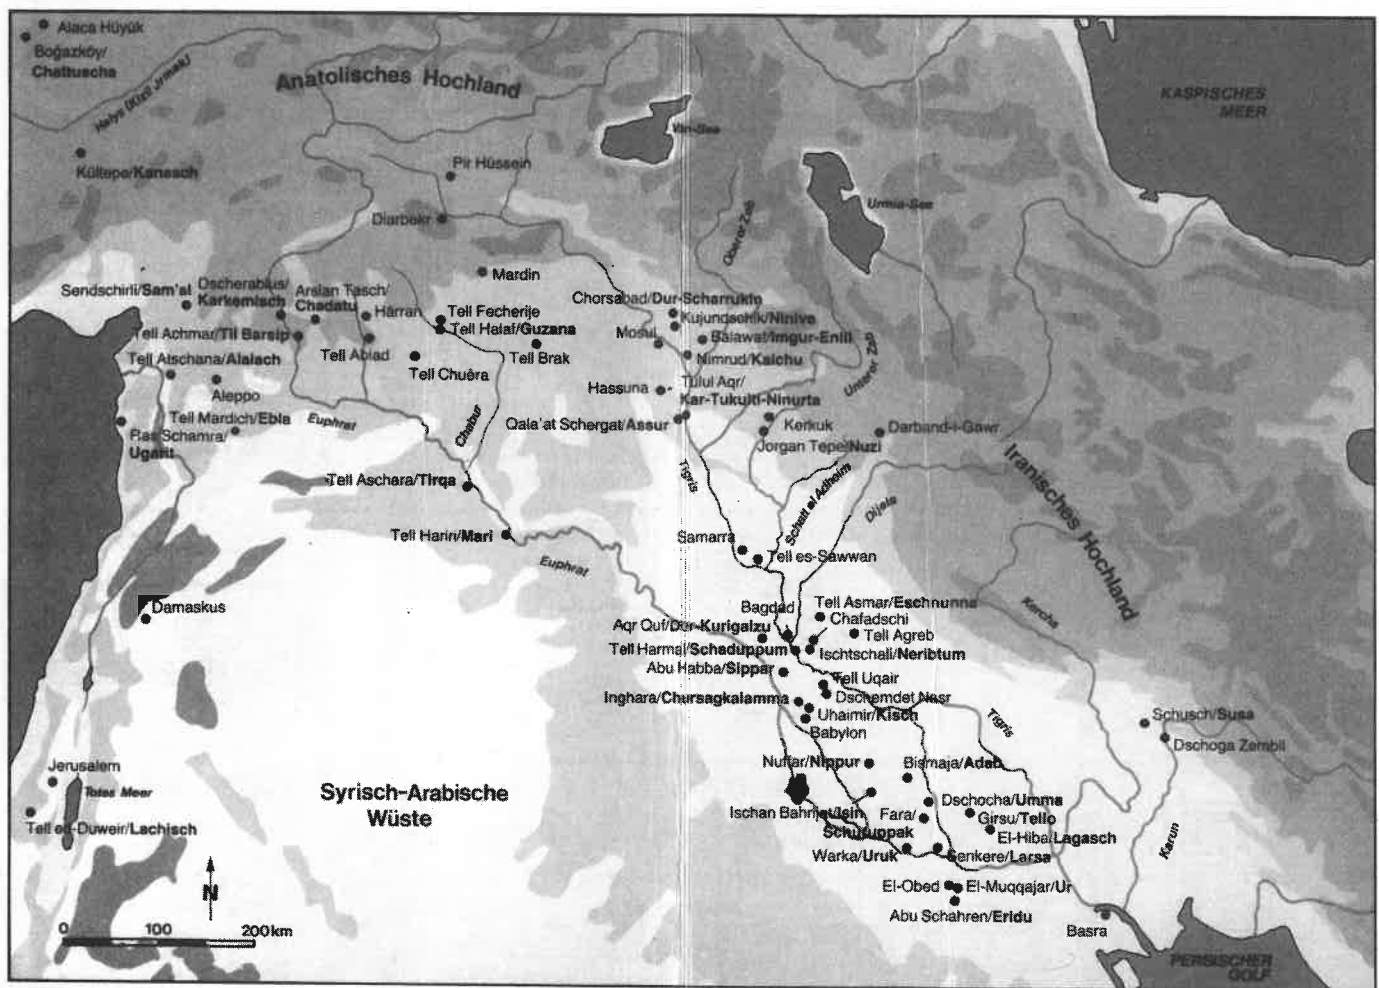 Alaca Hüyük
Boğazköy/
Chattuscha
Halys (Kizil Jrmak)
Anatolisches Hochland
KASPISCHES
MEER
Van-See
Kültepe/Kanesch
Pir Hüssein
Urmia-See
Diarbekr
Oberer Zab
Mardin
Sendschirli/Sam'al
Dscherablus/
Karkemisch
Arslan Tasch/
Chadatu
Harran
Tell Fecherije
Tell Halaf/Guzana
Chorsabad/Dur-Scharrukin
Kujundschik/Ninive
Mosul
Balawat/Imgur-Enlil
Nimrud/Kalchu
Tell Achmar/Til Barsip
Tell Abiad
Tell Brak
Tell Chuêra
Unterer Zab
Tell Atschana/Alalach
Aleppo
Hassuna
Tulul Aqr/
Kar-Tukulti-Ninurta
Tell Mardich/Ebla
Euphrat
Chabur
Qala'at Schergat/Assur
Kerkuk
Jorgan Tepe/Nuzi
Darband-i-Gawr
Ras Schamra/
Ugarit
Tigris
Iranisches Hochland
Tell Aschara/Tirqa
Schatt el Adhaim
Dijala
Tell Harin/Mari
Samarra
Tell es-Sawwan
Euphrat
Damaskus
Bagdad
Tell Asmar/Eschnunna
Chafadschi
Kercha
Aqr Quf/Dur-Kurigalzu
Tell Agreb
Tell Harmal/Schaduppum
Ischtschali/Neribtum
Abu Habba/Sippar
Tell Uqair
Inghara/Chursagkalamma
Dschemdet Nasr
Uhaimir/Kisch
Babylon
Tigris
Schusch/Susa
Dschoga Zembil
Jerusalem
Totes Meer
Nuffar/Nippur
Bismaja/Adab
Syrisch-Arabische
Wüste
Ischan Bahrijet/Isin
Fara/
Schuruppak
Dschocha/Umma
Girsu/Tello
El-Hiba/Lagasch
Karun
Tell ed-Duweir/Lachisch
Warka/Uruk
Senkere/Larsa
N
El-Obed
El-Muqqajar/Ur
Abu Schahren/Eridu
Basra
0 100 200 km
PERSISCHER
GOLF